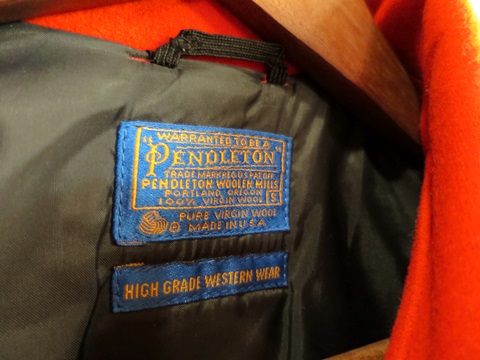 WARRANTED TO BE A
"PENDLETON"
TRADE MARK REG US PAT OFF
PENDLETON WOOLEN MILLS
PORTLAND, OREGON
100% VIRGIN WOOL S
PURE VIRGIN WOOL
MADE IN U.S.A
HIGH GRADE WESTERN WEAR